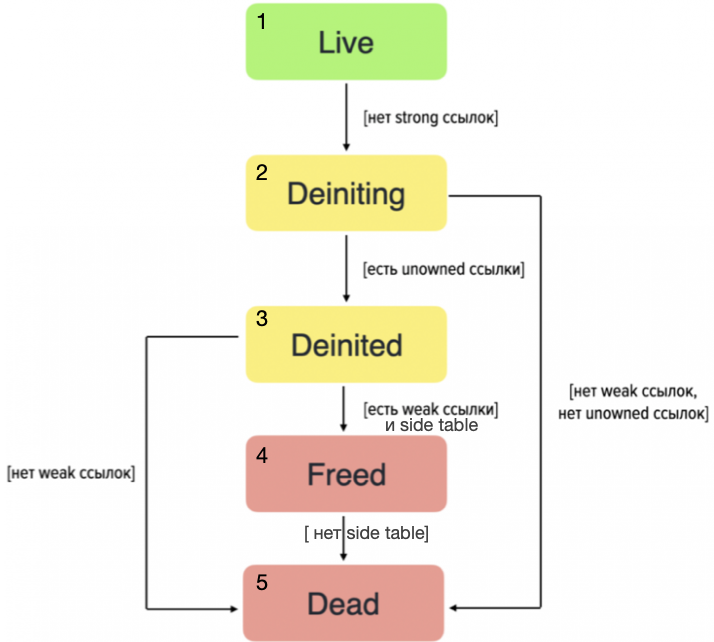 1
Live
[нет strong ссылок]
2
Deiniting
[есть unowned ссылки]
3
Deinited
[нет weak ссылок,
нет unowned ссылок]
[есть weak ссылки]
и side table
4
Freed
[нет weak ссылок]
[ нет side table]
5
Dead